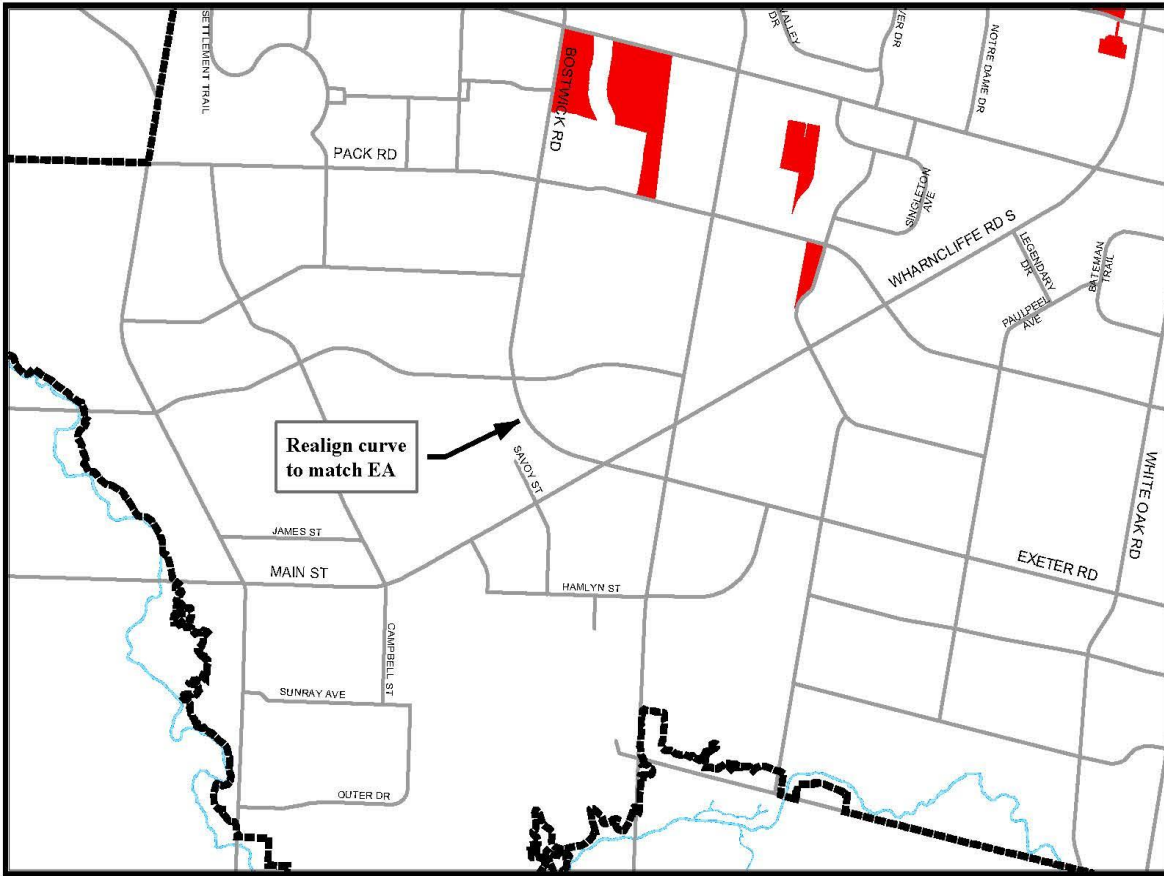 SETTLEMENT TRAIL
VALLEY
DR
VER DR
NOTRE DAME DR
BOSTWICK RD
PACK RD
SINGLETON
AVE
WHARNCLIFFE RD S
LEGENDARY
DR
BATEMAN
TRAIL
PAULPEEL
AVE
Realign curve
to match EA
SAVOY ST
WHITE OAK RD
JAMES ST
MAIN ST
EXETER RD
HAMLYN ST
CAMPBELL ST
SUNRAY AVE
OUTER DR